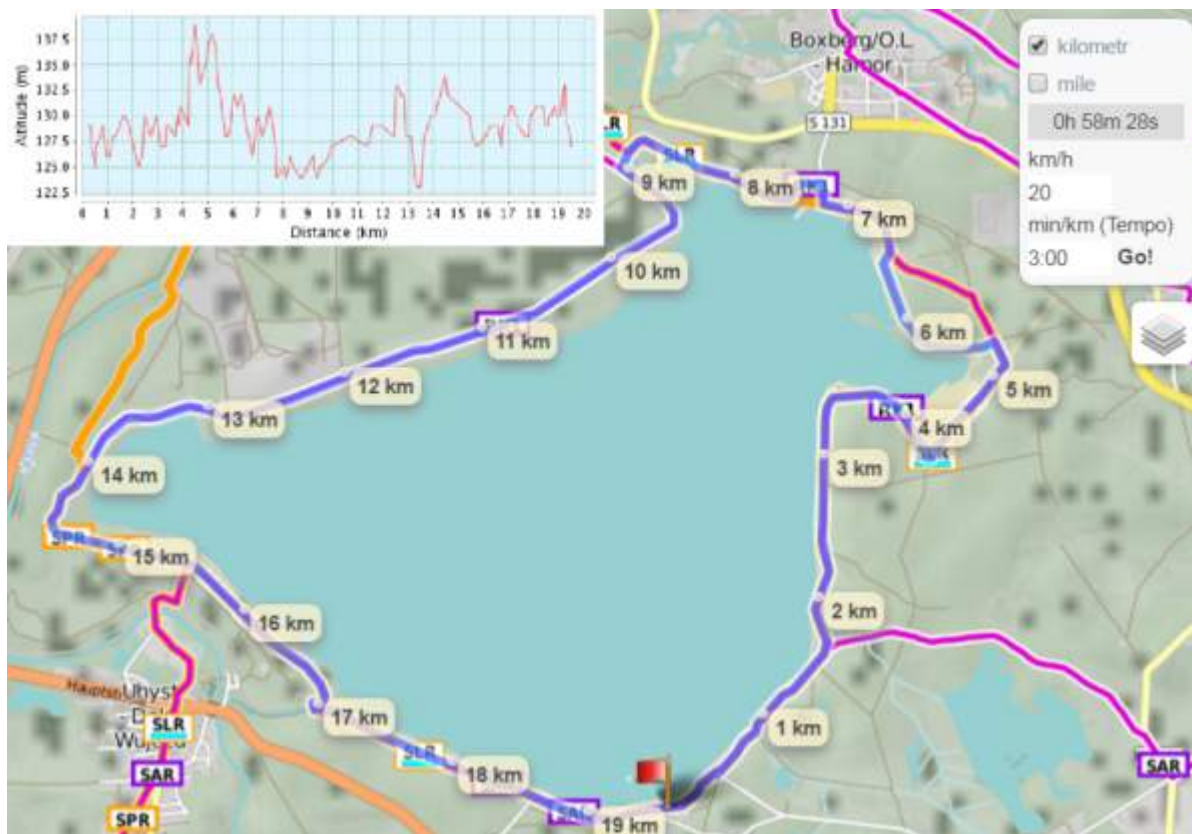 137.5
135.0
132.5
130.0
127.5
125.0
122.5
Altitude (m)
0 1 2 3 4 5 6 7 8 9 10 11 12 13 14 15 16 17 18 19 20
Distance (km)
Boxberg/O.L.
- Hamor
S 131
kilometr
mile
0h 58m 28s
km/h
20
min/km (Tempo)
3:00 Go!
SLR
9 km
8 km
7 km
10 km
11 km
6 km
12 km
5 km
13 km
4 km
3 km
14 km
SPR
15 km
2 km
16 km
Uhyst
17 km
1 km
SLR
SLR
18 km
SAR
SAR
SPR
19 km